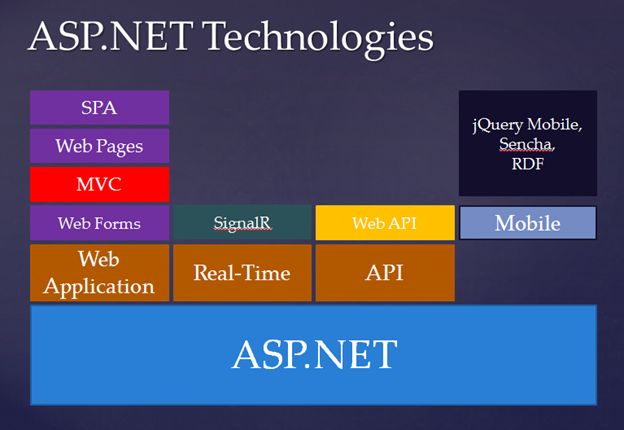 ASP.NET Technologies
SPA
Web Pages
MVC
Web Forms
Web
Application
SignalR
Real-Time
Web API
API
jQuery Mobile,
Sencha,
RDF
Mobile
ASP.NET